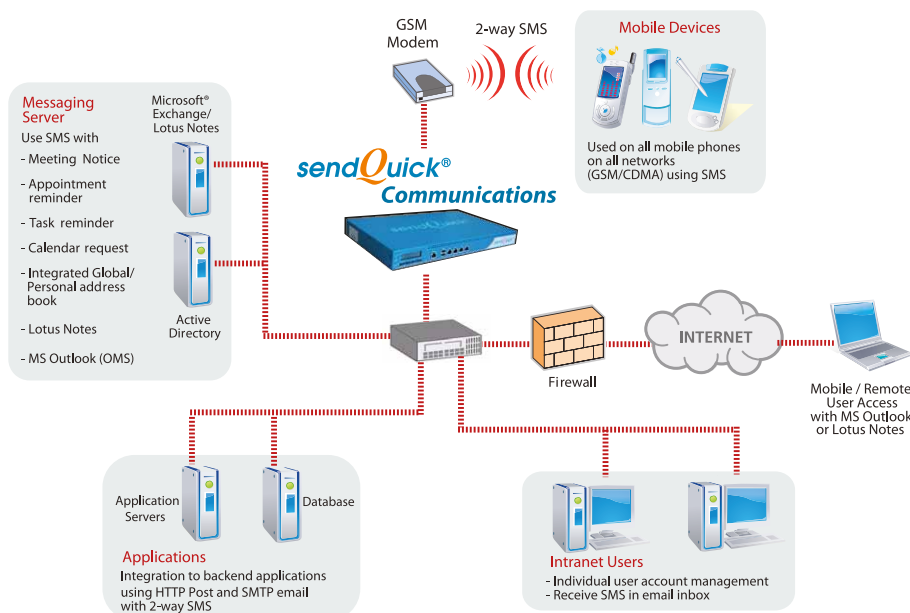 GSM
Modem
2-way SMS
Mobile Devices
Used on all mobile phones
on all networks
(GSM/CDMA) using SMS
Messaging
Server
Use SMS with
- Meeting Notice
- Appointment
reminder
- Task reminder
- Calendar request
- Integrated Global/
Personal address
book
- Lotus Notes
- MS Outlook (OMS)
Microsoft®
Exchange/
Lotus Notes
Active
Directory
sendQuick®
Communications
Firewall
INTERNET
Mobile / Remote
User Access
with MS Outlook
or Lotus Notes
Application
Servers
Database
Applications
Integration to backend applications
using HTTP Post and SMTP email
with 2-way SMS
Intranet Users
- Individual user account management
- Receive SMS in email inbox